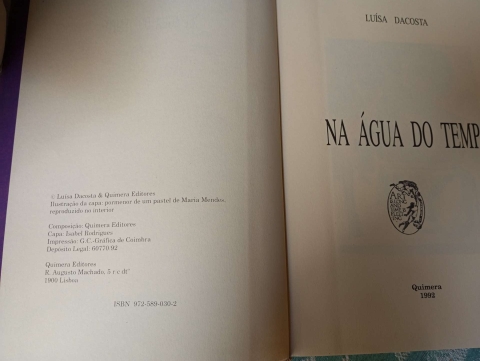 © Luísa Dacosta & Quimera Editores
Ilustração da capa: pormenor de um pastel de Maria Mendes,
reproduzido no interior
Composição: Quimera Editores
Capa: Isabel Rodrigues
Impressão: G.C.-Gráfica de Coimbra
Depósito Legal: 60770/92
Quimera Editores
R. Augusto Machado, 5 r c dtº
1900 Lisboa
ISBN 972-589-030-2
LUÍSA DACOSTA
NA ÁGUA DO TEMP
Quimera
1992